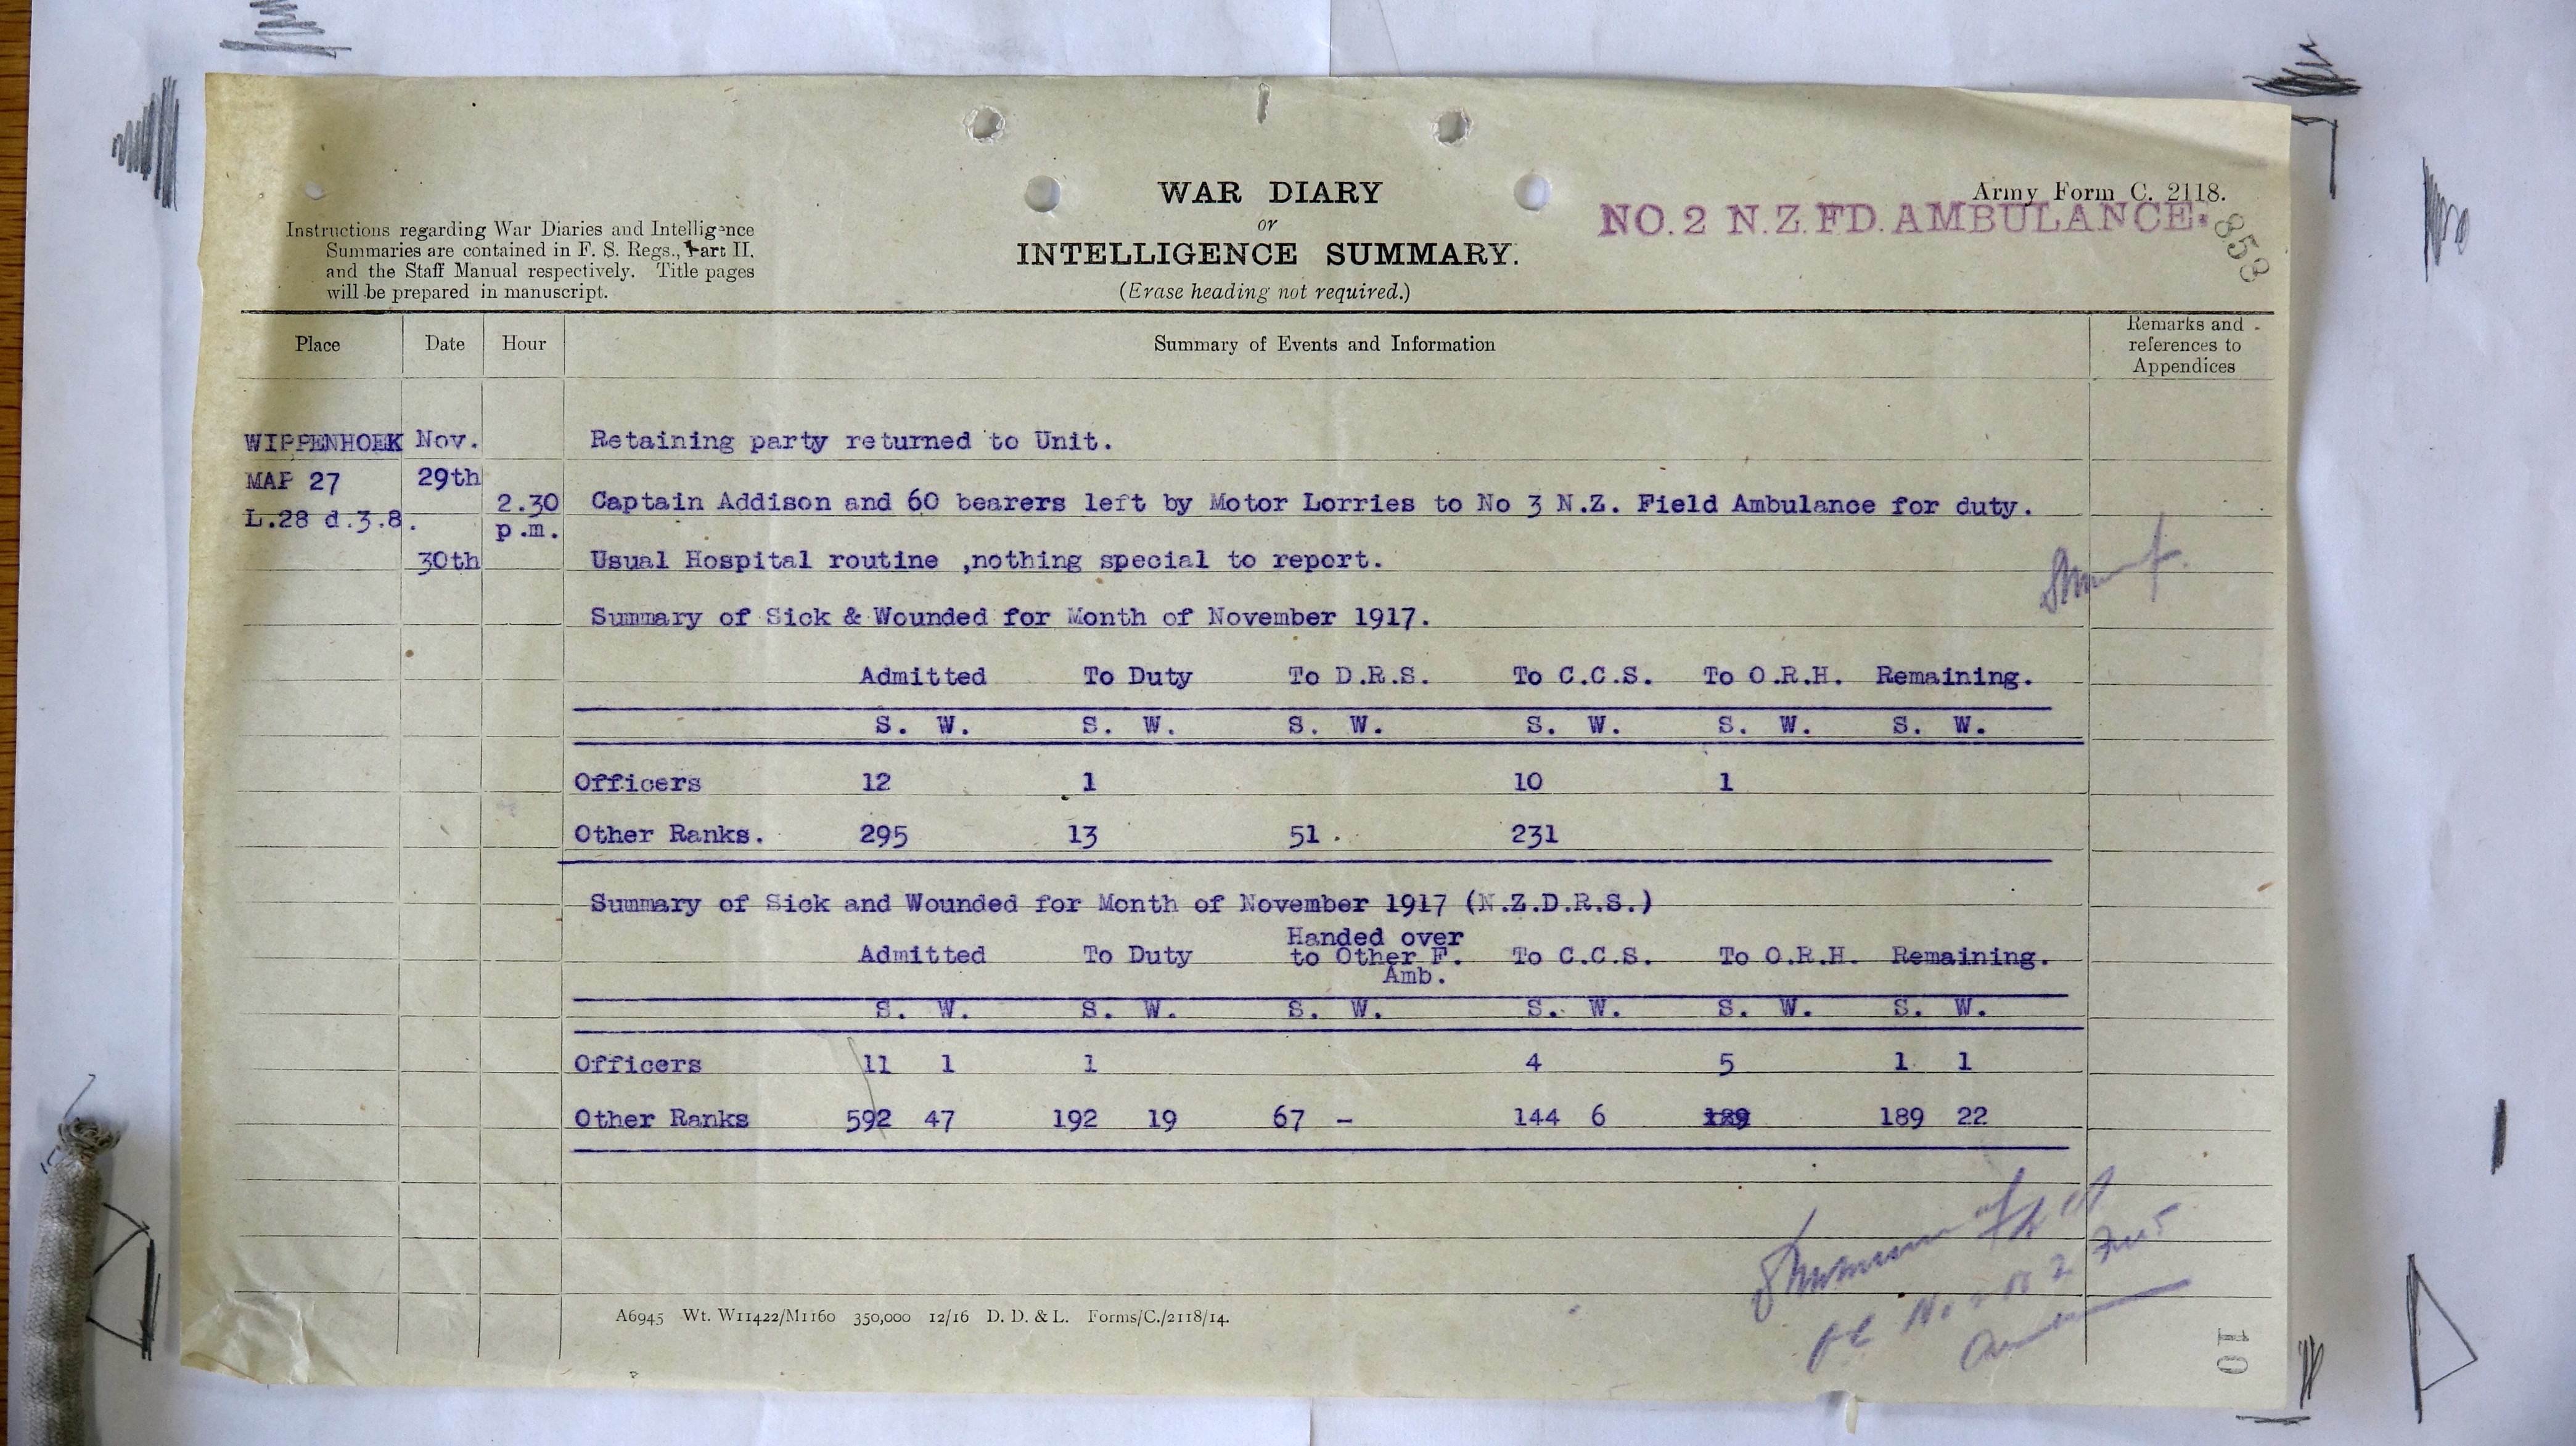 Army Form C. 2118.
WAR DIARY
NO. 2 N.Z. FD. AMBULANCE.
or
INTELLIGENCE SUMMARY.
(Erase heading not required.)
853
Instructions regarding War Diaries and Intelligence
Summaries are contained in F. S. Regs., Part II.
and the Staff Manual respectively. Title pages
will be prepared in manuscript.
Place Date Hour Summary of Events and Information Remarks and references to Appendices
WIPPENHOEK Nov. Retaining party returned to Unit.
MAP 27 29th
L.28 d.3.8. 2.30 p.m. Captain Addison and 60 bearers left by Motor Lorries to No 3 N.Z. Field Ambulance for duty.
30th Usual Hospital routine ,nothing special to report.
Summary of Sick & Wounded for Month of November 1917.
Admitted To Duty To D.R.S. To C.C.S. To O.R.H. Remaining.
S. W. S. W. S. W. S. W. S. W. S. W.
Officers 12 1 10 1
Other Ranks. 295 13 51 . 231
Summary of Sick and Wounded for Month of November 1917 (N.Z.D.R.S.)
Admitted To Duty Handed over to Other F. Amb. To C.C.S. To O.R.H. Remaining.
S. W. S. W. S. W. S. W. S. W. S. W.
Officers 11 1 1 4 5 1 1
Other Ranks 592 47 192 19 67 - 144 6 189 22
A6945 Wt. W11422/M1160 350,000 12/16 D. D. & L. Forms/C./2118/14.
10